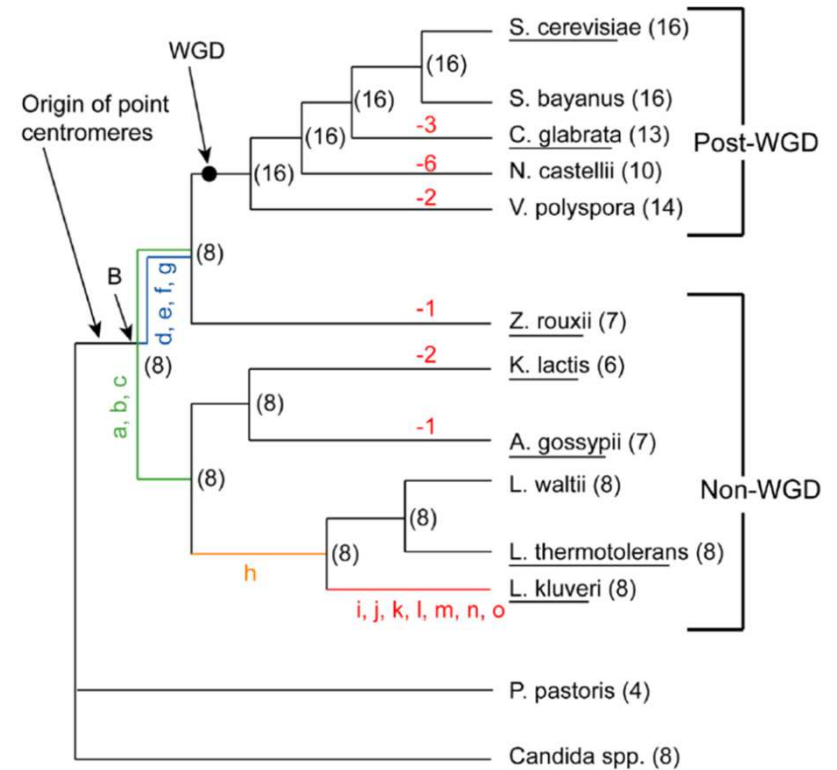 S. cerevisiae (16)
WGD
(16)
Origin of point
centromeres
S. bayanus (16)
(16)
-3
C. glabrata (13)
Post-WGD
(16)
-6
N. castellii (10)
(16)
-2
V. polyspora (14)
(8)
B
d, e, f, g
-1
Z. rouxii (7)
(8)
-2
K. lactis (6)
a, b, c
(8)
-1
A. gossypii (7)
(8)
L. waltii (8)
Non-WGD
(8)
(8)
L. thermotolerans (8)
h
L. kluveri (8)
i, j, k, l, m, n, o
P. pastoris (4)
Candida spp. (8)